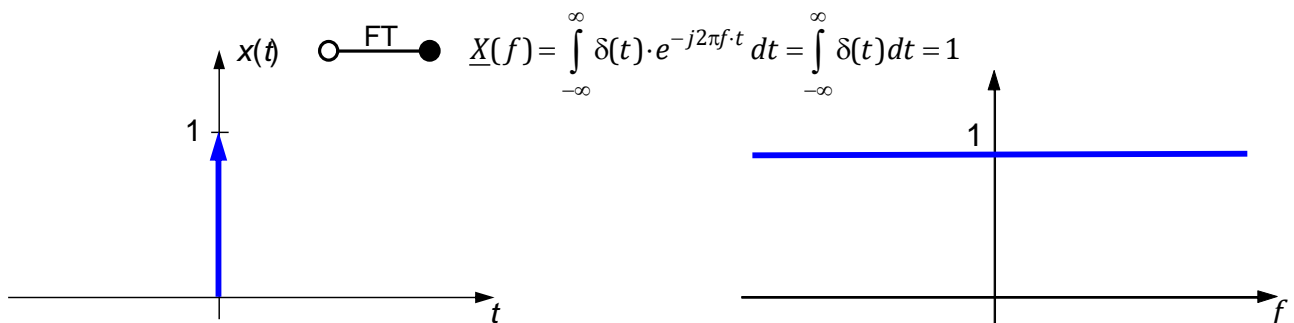 x(t) FT X(f) = ∫_{-∞}^{∞} δ(t)·e^{-j2πf·t} dt = ∫_{-∞}^{∞} δ(t)dt = 1
1 1
t f